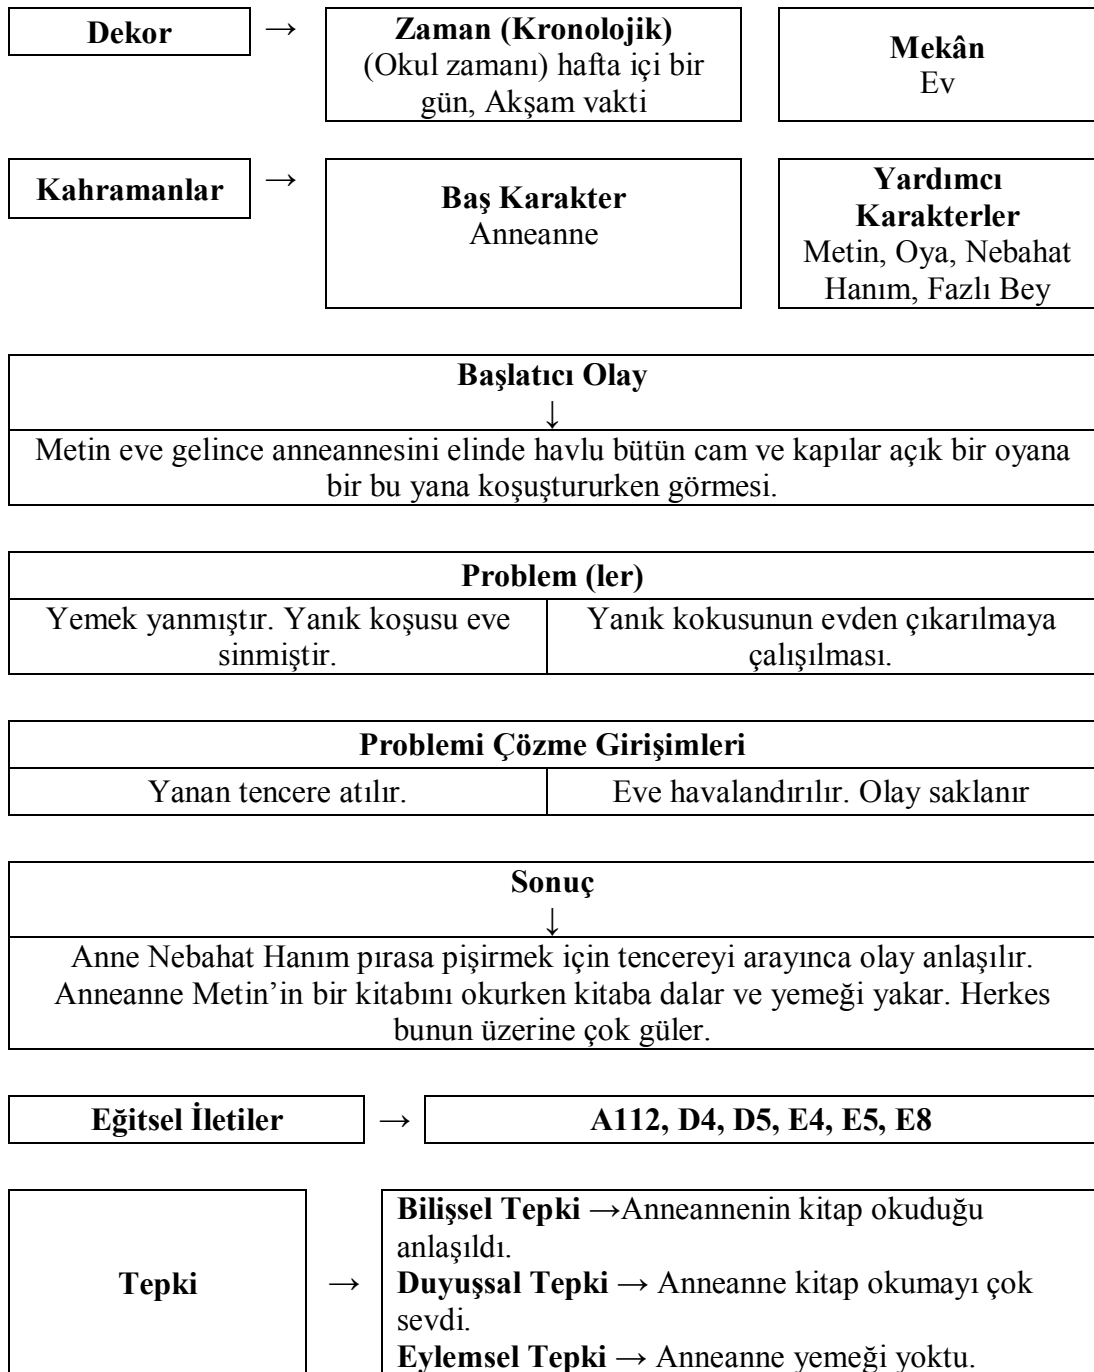 Dekor
→
Zaman (Kronolojik)
(Okul zamanı) hafta içi bir
gün, Akşam vakti
Mekân
Ev
Kahramanlar
→
Baş Karakter
Anneanne
Yardımcı
Karakterler
Metin, Oya, Nebahat
Hanım, Fazlı Bey
Başlatıcı Olay
↓
Metin eve gelince anneannesini elinde havlu bütün cam ve kapılar açık bir oyana
bir bu yana koşuştururken görmesi.
Problem (ler)
Yemek yanmıştır. Yanık koşusu eve
sinmiştir.
Yanık kokusunun evden çıkarılmaya
çalışılması.
Problemi Çözme Girişimleri
Yanan tencere atılır.
Eve havalandırılır. Olay saklanır
Sonuç
↓
Anne Nebahat Hanım pırasa pişirmek için tencereyi arayınca olay anlaşılır.
Anneanne Metin’in bir kitabını okurken kitaba dalar ve yemeği yakar. Herkes
bunun üzerine çok güler.
Eğitsel İletiler
→
A112, D4, D5, E4, E5, E8
Tepki
→
Bilişsel Tepki →Anneannenin kitap okuduğu
anlaşıldı.
Duyuşsal Tepki → Anneanne kitap okumayı çok
sevdi.
Eylemsel Tepki → Anneanne yemeği yoktu.